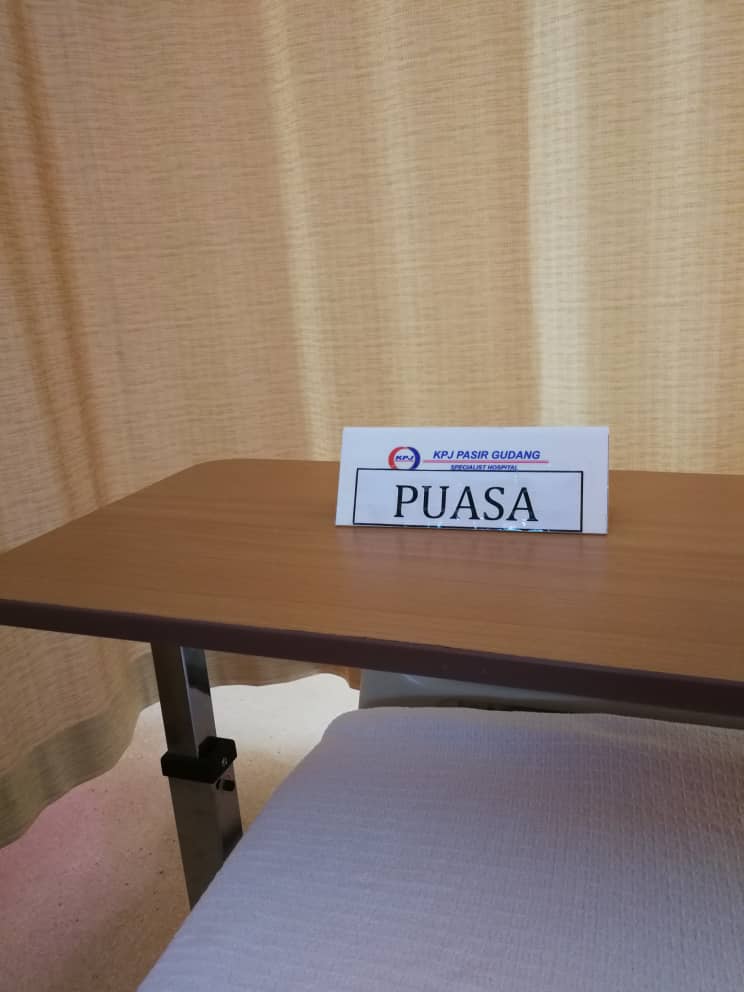 KPJ
KPJ PASIR GUDANG
SPECIALIST HOSPITAL
PUASA